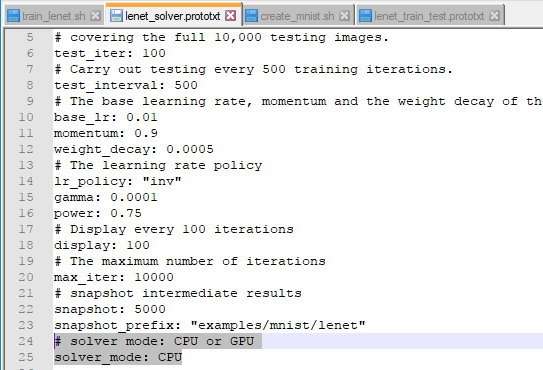 train_lenet.sh lenet_solver.prototxt create_mnist.sh lenet_train_test.prototxt
5 # covering the full 10,000 testing images.
6 test_iter: 100
7 # Carry out testing every 500 training iterations.
8 test_interval: 500
9 # The base learning rate, momentum and the weight decay of th
10 base_lr: 0.01
11 momentum: 0.9
12 weight_decay: 0.0005
13 # The learning rate policy
14 lr_policy: "inv"
15 gamma: 0.0001
16 power: 0.75
17 # Display every 100 iterations
18 display: 100
19 # The maximum number of iterations
20 max_iter: 10000
21 # snapshot intermediate results
22 snapshot: 5000
23 snapshot_prefix: "examples/mnist/lenet"
24 # solver mode: CPU or GPU
25 solver_mode: CPU